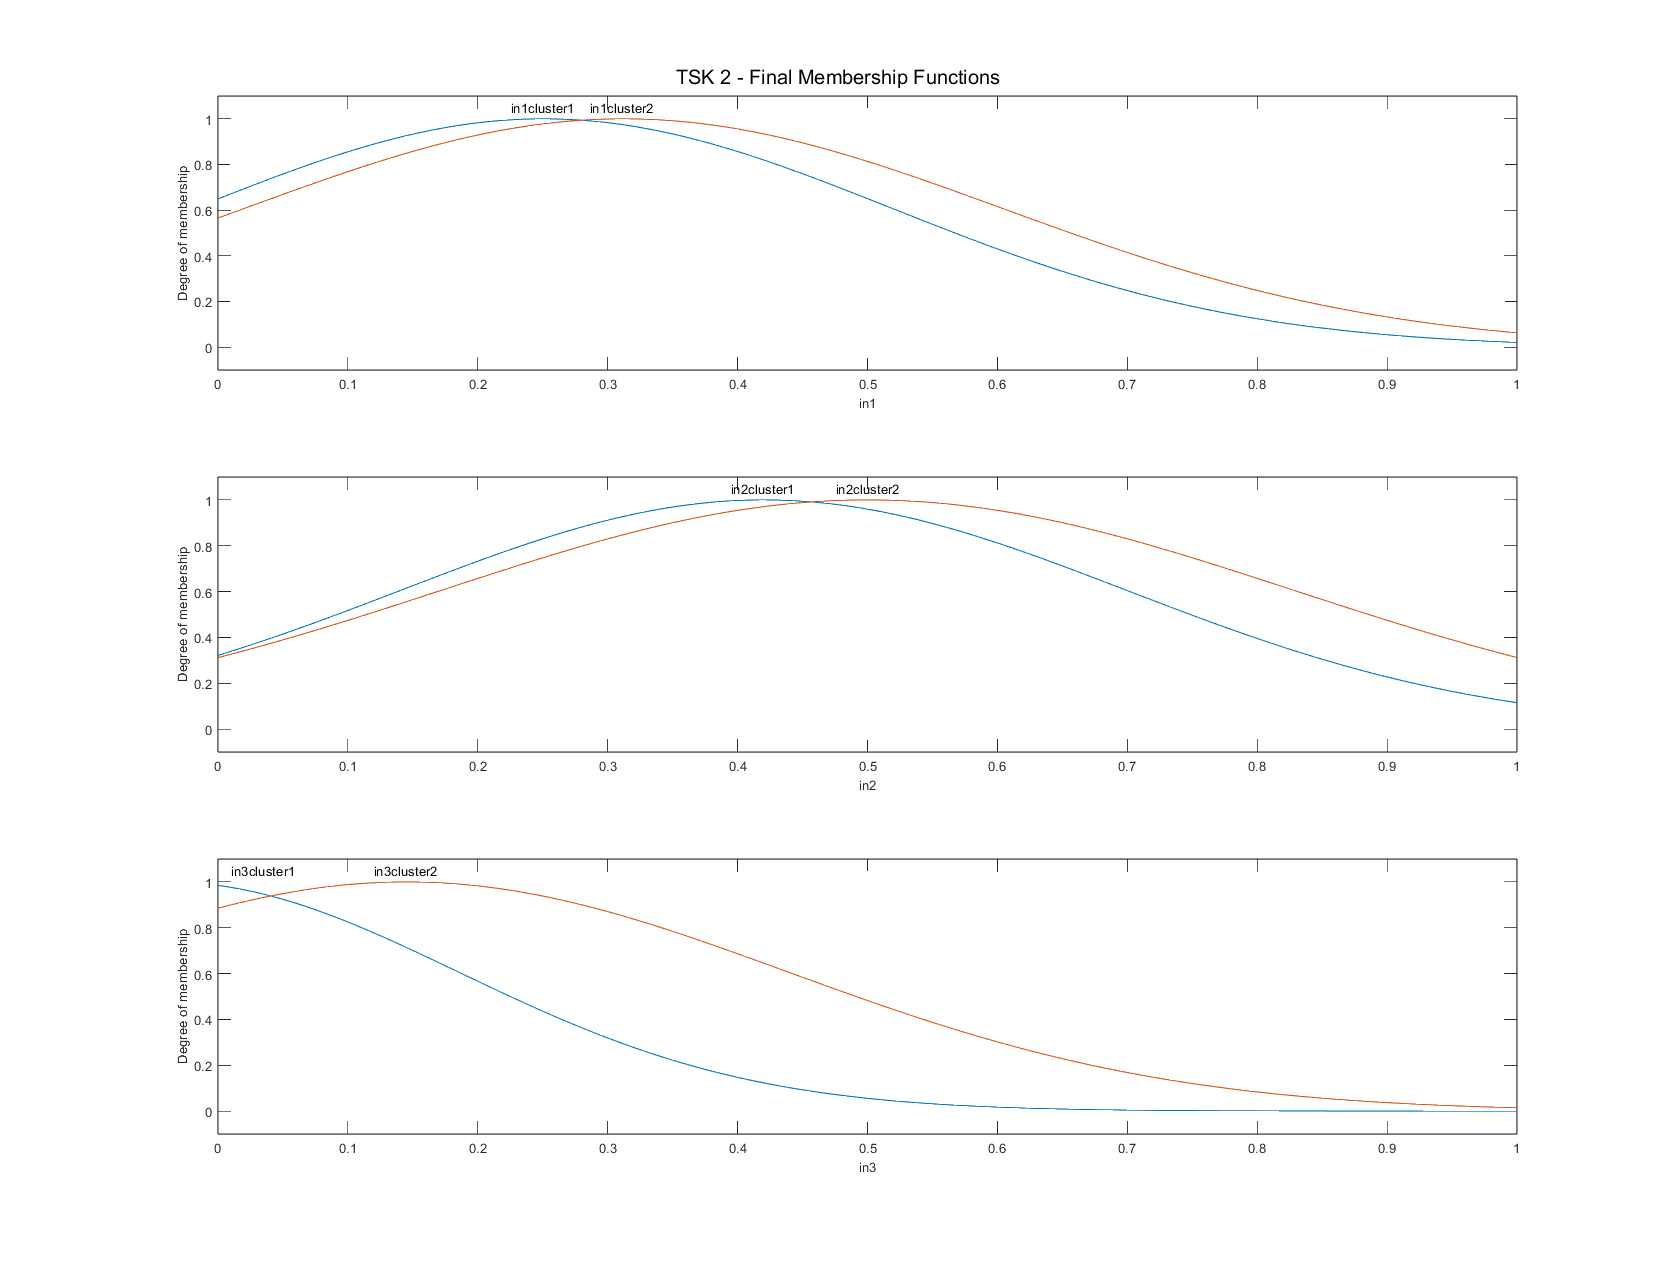 TSK 2 - Final Membership Functions
in1cluster1 in1cluster2
Degree of membership
1
0.8
0.6
0.4
0.2
0
0 0.1 0.2 0.3 0.4 0.5 0.6 0.7 0.8 0.9 1
in1
in2cluster1 in2cluster2
Degree of membership
1
0.8
0.6
0.4
0.2
0
0 0.1 0.2 0.3 0.4 0.5 0.6 0.7 0.8 0.9 1
in2
in3cluster1 in3cluster2
Degree of membership
1
0.8
0.6
0.4
0.2
0
0 0.1 0.2 0.3 0.4 0.5 0.6 0.7 0.8 0.9 1
in3